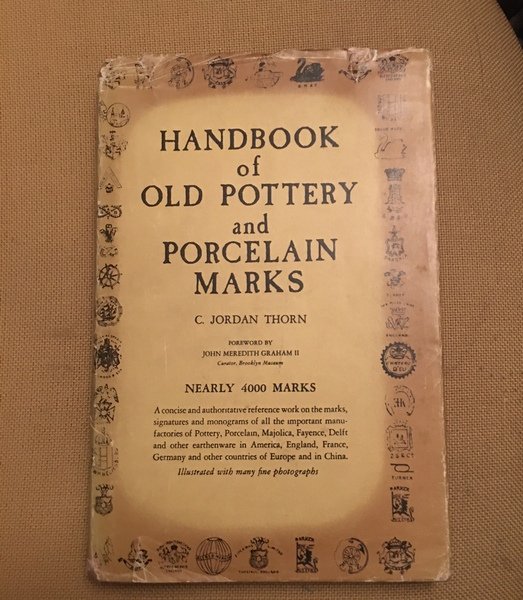 HANDBOOK
of
OLD POTTERY
and
PORCELAIN
MARKS
C. JORDAN THORN
FOREWORD BY
JOHN MEREDITH GRAHAM II
Curator, Brooklyn Museum
NEARLY 4000 MARKS
A concise and authoritative reference work on the marks,
signatures and monograms of all the important manu-
factories of Pottery, Porcelain, Majolica, Fayence, Delft
and other earthenware in America, England, France,
Germany and other countries of Europe and in China.
Illustrated with many fine photographs
TURNER